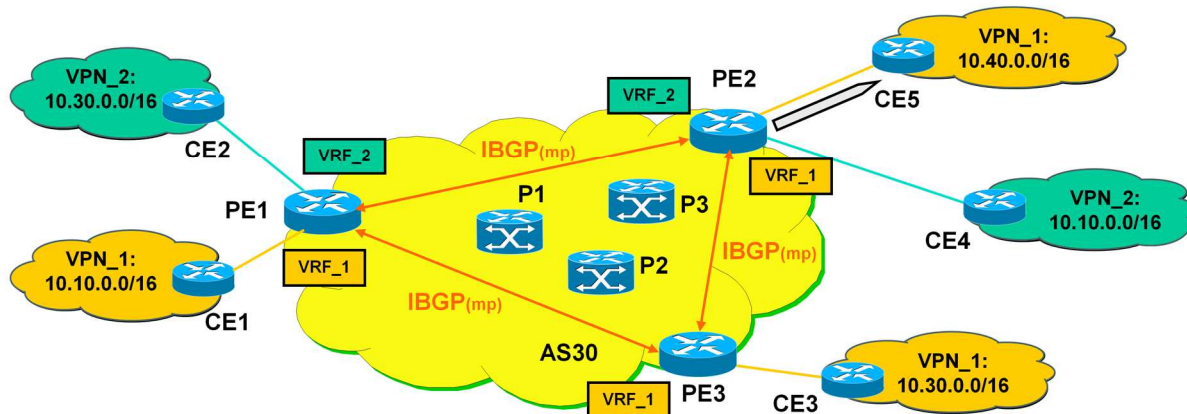 VPN_2:
10.30.0.0/16
CE2
VRF_2
PE1
VRF_1
VPN_1:
10.10.0.0/16
CE1
IBGP(mp)
P1
P3
P2
IBGP(mp)
IBGP(mp)
AS30
VRF_2
PE2
VRF_1
VPN_1:
10.40.0.0/16
CE5
VPN_2:
10.10.0.0/16
CE4
PE3
VRF_1
VPN_1:
10.30.0.0/16
CE3